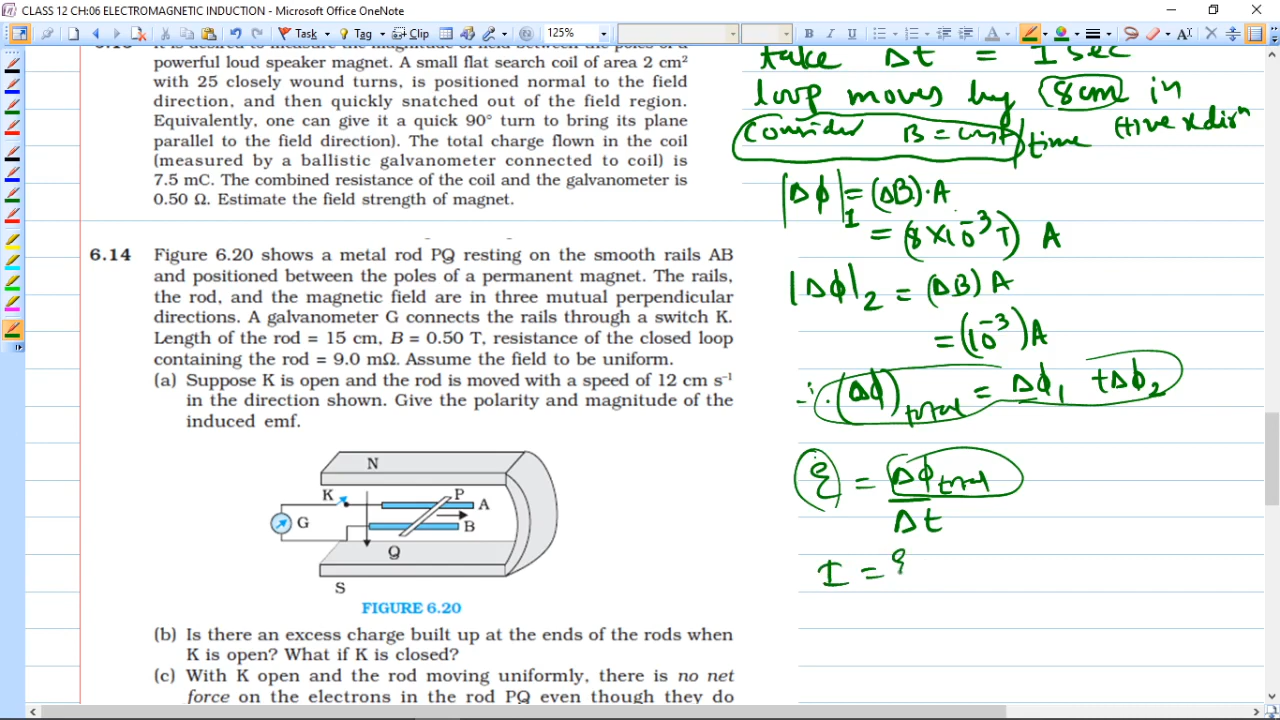 CLASS 12 CH:06 ELECTROMAGNETIC INDUCTION - Microsoft Office OneNote
Task Tag Clip 125% B I U
powerful loud speaker magnet. A small flat search coil of area 2 cm²
with 25 closely wound turns, is positioned normal to the field
direction, and then quickly snatched out of the field region.
Equivalently, one can give it a quick 90° turn to bring its plane
parallel to the field direction). The total charge flown in the coil
(measured by a ballistic galvanometer connected to coil) is
7.5 mC. The combined resistance of the coil and the galvanometer is
0.50 Ω. Estimate the field strength of magnet.
6.14 Figure 6.20 shows a metal rod PQ resting on the smooth rails AB
and positioned between the poles of a permanent magnet. The rails,
the rod, and the magnetic field are in three mutual perpendicular
directions. A galvanometer G connects the rails through a switch K.
Length of the rod = 15 cm, B = 0.50 T, resistance of the closed loop
containing the rod = 9.0 mΩ. Assume the field to be uniform.
(a) Suppose K is open and the rod is moved with a speed of 12 cm s⁻¹
in the direction shown. Give the polarity and magnitude of the
induced emf.
N
K
P
A
G
B
Q
S
FIGURE 6.20
(b) Is there an excess charge built up at the ends of the rods when
K is open? What if K is closed?
(c) With K open and the rod moving uniformly, there is no net
force on the electrons in the rod PQ even though they do
take Δt = 1 sec
loop moves by 8cm in
(+ive x dirⁿ
Consider B = const time
|Δϕ|₁ = (ΔB)·A
= (8×10⁻³ T) A
|Δϕ|₂ = (ΔB) A
= (10⁻³) A
∴ (Δϕ)total = Δϕ₁ + Δϕ₂
ξ = Δϕtotal
Δt
I =